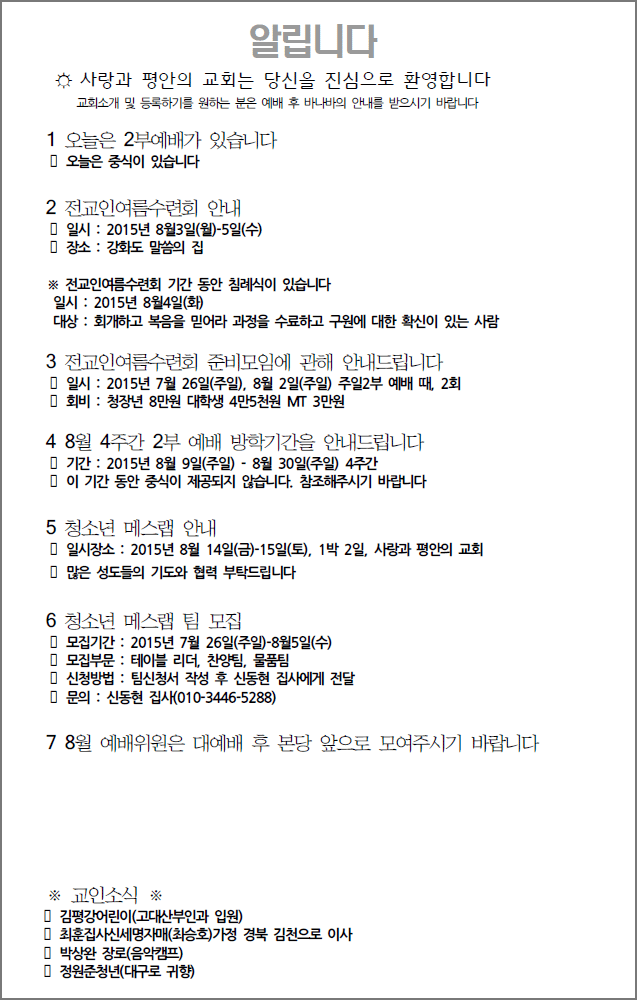 알립니다
☼ 사랑과 평안의 교회는 당신을 진심으로 환영합니다
교회소개 및 등록하기를 원하는 분은 예배 후 바나바의 안내를 받으시기 바랍니다
1 오늘은 2부예배가 있습니다
▯ 오늘은 중식이 있습니다
2 전교인여름수련회 안내
▯ 일시 : 2015년 8월3일(월)-5일(수)
▯ 장소 : 강화도 말씀의 집
※ 전교인여름수련회 기간 동안 침례식이 있습니다
일시 : 2015년 8월4일(화)
대상 : 회개하고 복음을 믿어라 과정을 수료하고 구원에 대한 확신이 있는 사람
3 전교인여름수련회 준비모임에 관해 안내드립니다
▯ 일시 : 2015년 7월 26일(주일), 8월 2일(주일) 주일2부 예배 때, 2회
▯ 회비 : 청장년 8만원 대학생 4만5천원 MT 3만원
4 8월 4주간 2부 예배 방학기간을 안내드립니다
▯ 기간 : 2015년 8월 9일(주일) - 8월 30일(주일) 4주간
▯ 이 기간 동안 중식이 제공되지 않습니다. 참조해주시기 바랍니다
5 청소년 메스랩 안내
▯ 일시장소 : 2015년 8월 14일(금)-15일(토), 1박 2일, 사랑과 평안의 교회
▯ 많은 성도들의 기도와 협력 부탁드립니다
6 청소년 메스랩 팀 모집
▯ 모집기간 : 2015년 7월 26일(주일)-8월5일(수)
▯ 모집부문 : 테이블 리더, 찬양팀, 물품팀
▯ 신청방법 : 팀신청서 작성 후 신동현 집사에게 전달
▯ 문의 : 신동현 집사(010-3446-5288)
7 8월 예배위원은 대예배 후 본당 앞으로 모여주시기 바랍니다
※ 교인소식 ※
▯ 김평강어린이(고대산부인과 입원)
▯ 최훈집사신세명자매(최승호)가정 경북 김천으로 이사
▯ 박상완 장로(음악캠프)
▯ 정원준청년(대구로 귀향)